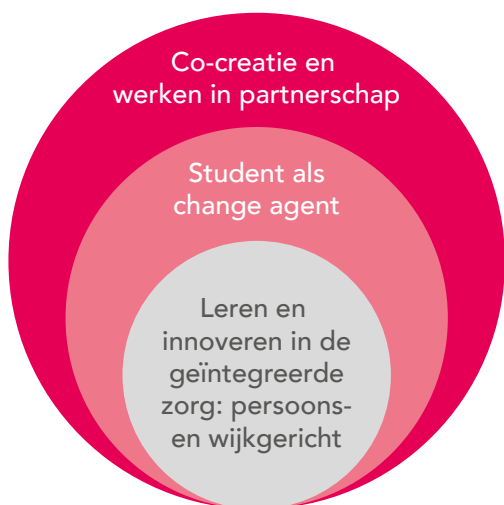 Co-creatie en
werken in partnerschap
Student als
change agent
Leren en
innoveren in de
geïntegreerde
zorg: persoons-
en wijkgericht